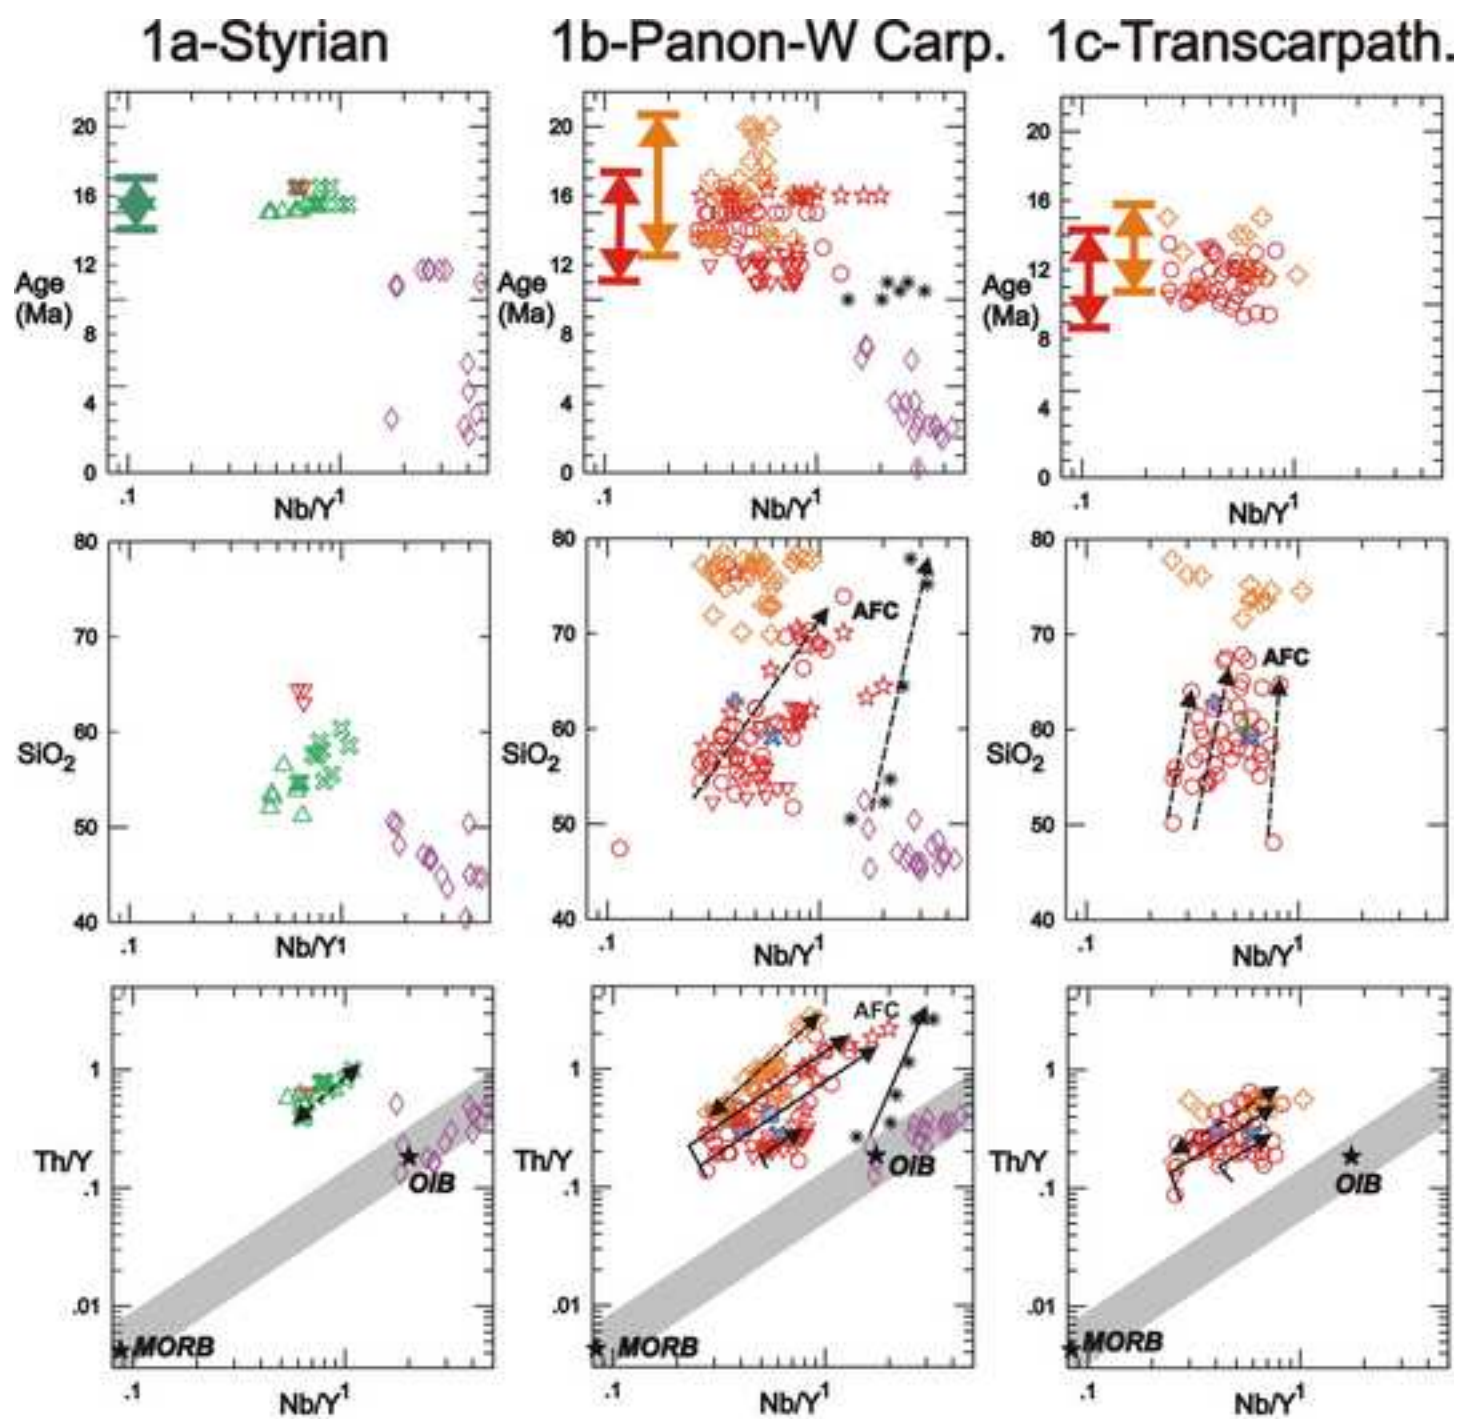 1a-Styrian 1b-Panon-W Carp. 1c-Transcarpath.
20 20 20
16 16 16
12 12 12
Age Age Age
(Ma) (Ma) (Ma)
8 8 8
4 4 4
0 0 0
.1 1 .1 1 .1 1
Nb/Y Nb/Y Nb/Y
80 80 80
70 70 70
AFC AFC
60 60 60
SiO2 SiO2 SiO2
50 50 50
40 40 40
.1 1 .1 1 .1 1
Nb/Y Nb/Y Nb/Y
AFC
1 1 1
Th/Y Th/Y Th/Y
OIB OIB OIB
.1 .1 .1
.01 .01 .01
MORB MORB MORB
.1 1 .1 1 .1 1
Nb/Y Nb/Y Nb/Y